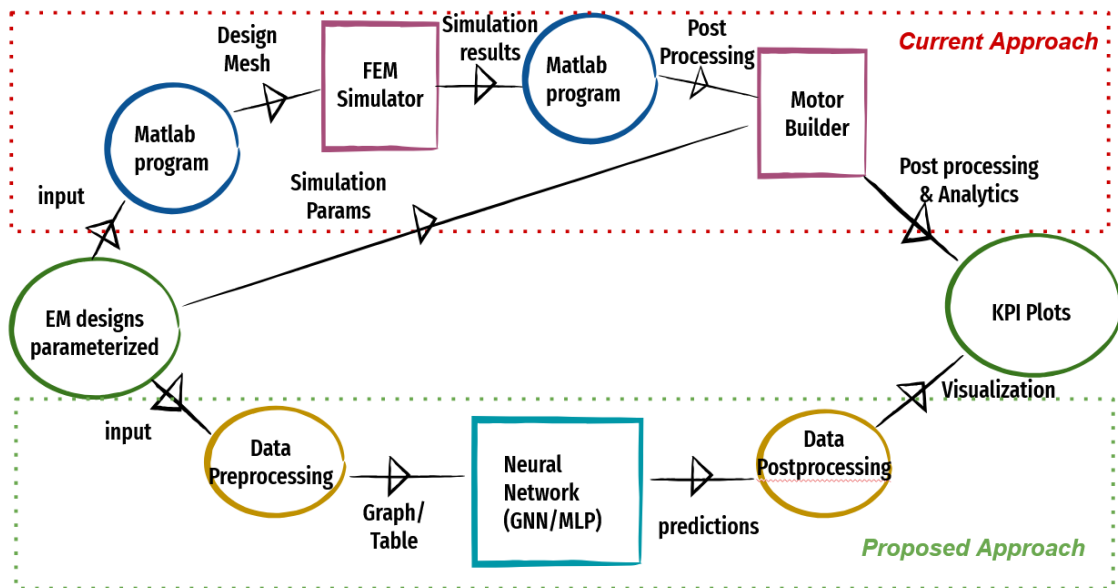 Current Approach
Design
Mesh
Simulation
results
Post
Processing
FEM
Simulator
Matlab
program
Motor
Builder
Matlab
program
input
Simulation
Params
Post processing
& Analytics
EM designs
parameterized
KPI Plots
input
Visualization
Data
Preprocessing
Graph/
Table
Neural
Network
(GNN/MLP)
predictions
Data
Postprocessing
Proposed Approach